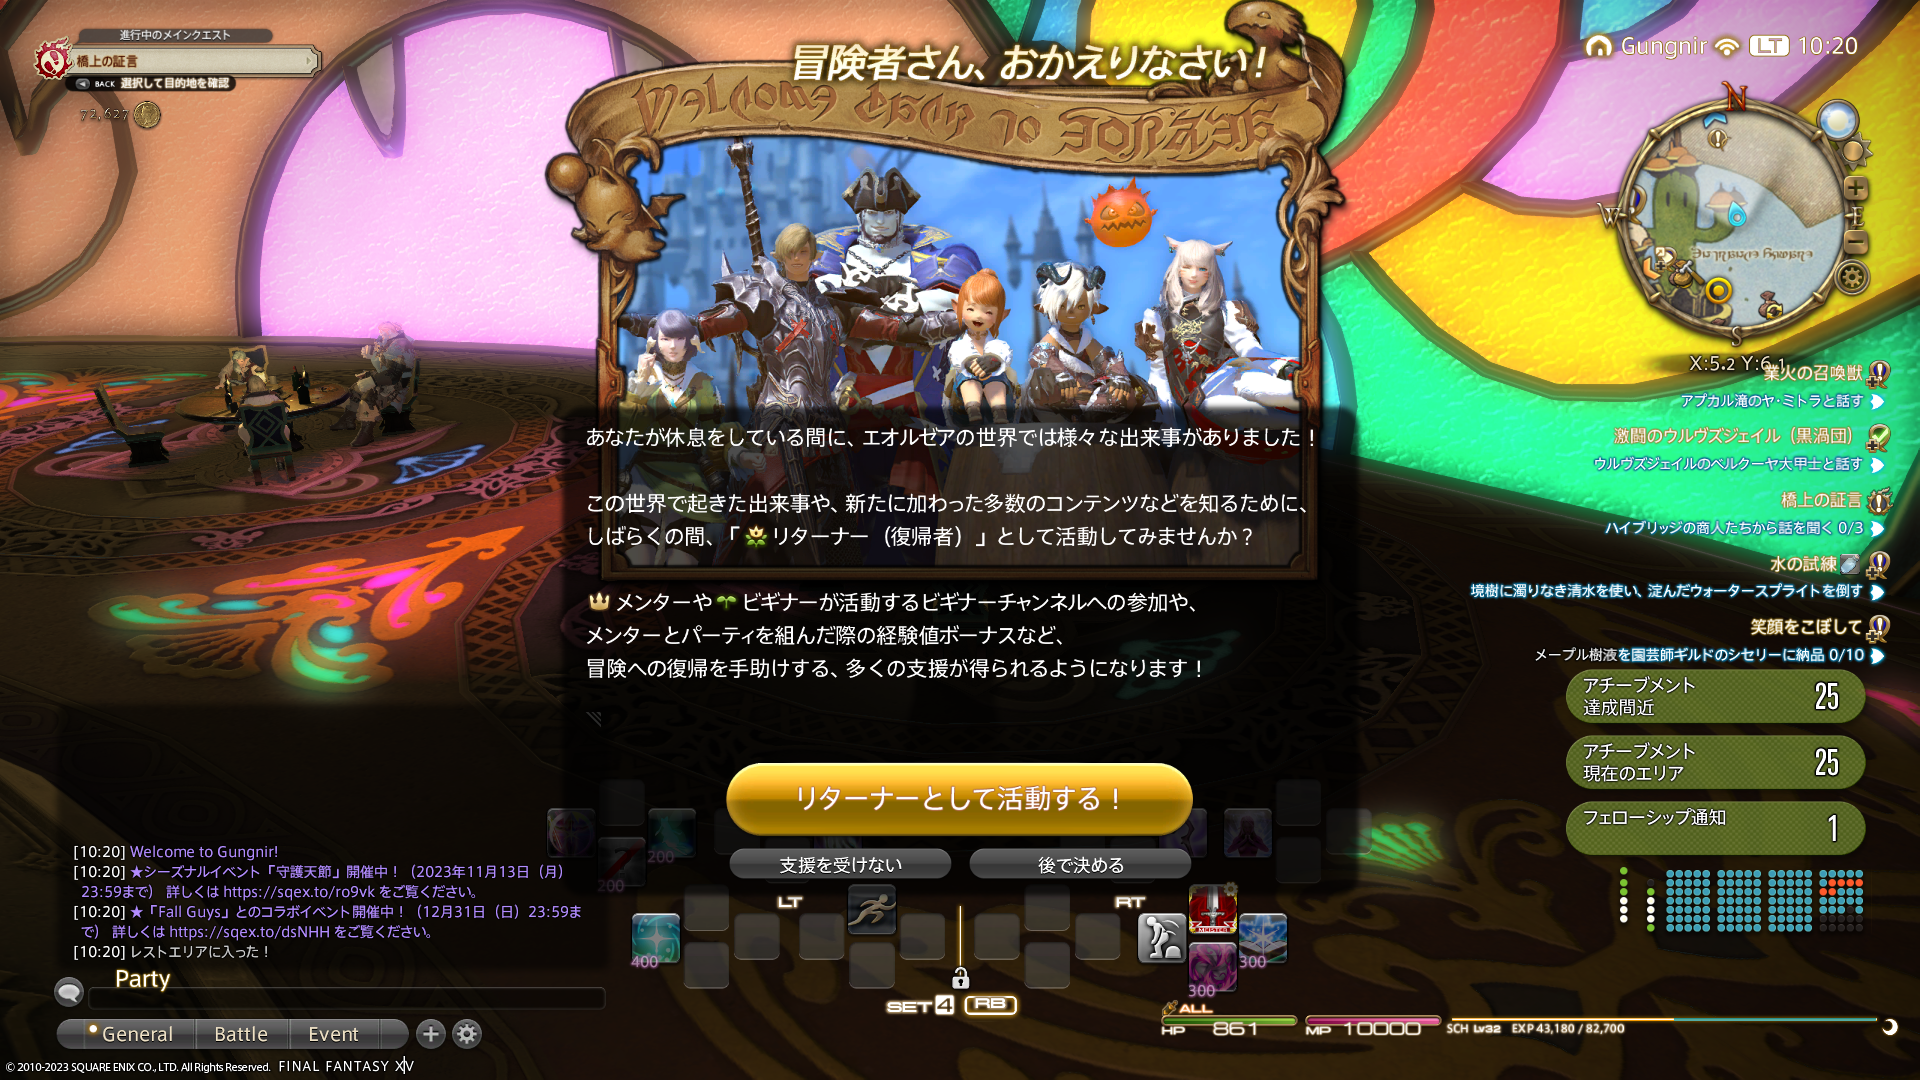 進行中のメインクエスト
橋上の証言
BACK 選択して目的地を確認
72,627
冒険者さん、おかえりなさい！
Gungnir LT 10:20
N
W
E
S
X:5.2 Y:6.1
あなたが休息をしている間に、エオルゼアの世界では様々な出来事がありました！
この世界で起きた出来事や、新たに加わった多数のコンテンツなどを知るために、
しばらくの間、「リターナー（復帰者）」として活動してみませんか？
メンターやビギナーが活動するビギナーチャンネルへの参加や、
メンターとパーティを組んだ際の経験値ボーナスなど、
冒険への復帰を手助けする、多くの支援が得られるようになります！
リターナーとして活動する！
支援を受けない
後で決める
業火の召喚獣
アプカル滝のヤ・ミトラと話す
激闘のウルヴズジェイル（黒渦団）
ウルヴズジェイルのペルクーヤ大甲士と話す
橋上の証言
ハイブリッジの商人たちから話を聞く 0/3
水の試練
境樹に濁りなき清水を使い、淀んだウォータースプライトを倒す
笑顔をこぼして
メープル樹液を園芸師ギルドのシセリーに納品 0/10
アチーブメント
達成間近
25
アチーブメント
現在のエリア
25
フェローシップ通知
1
[10:20] Welcome to Gungnir!
[10:20] ★シーズナルイベント「守護天節」開催中！（2023年11月13日（月）
23:59まで） 詳しくは https://sqex.to/ro9vk をご覧ください。
[10:20] ★「Fall Guys」とのコラボイベント開催中！（12月31日（日）23:59ま
で） 詳しくは https://sqex.to/dsNHH をご覧ください。
[10:20] レストエリアに入った！
Party
General Battle Event
200
200
LT
RT
400
MEISTER
300
300
SET 4 RB
ALL
HP 861 MP 10000 SCH Lv32 EXP 43,180 / 82,700
© 2010-2023 SQUARE ENIX CO., LTD. All Rights Reserved. FINAL FANTASY XIV